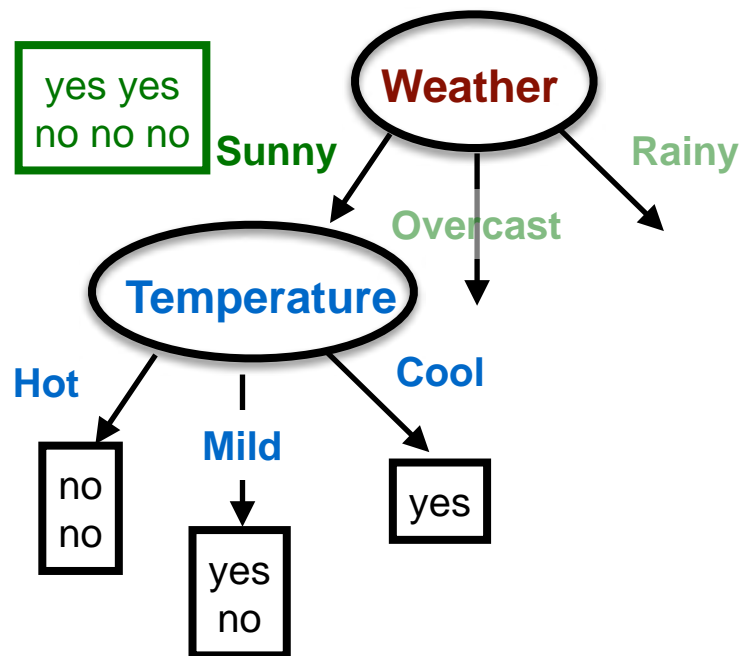 yes yes
no no no
Weather
Sunny
Rainy
Overcast
Temperature
Hot
Mild
Cool
no
no
yes
no
yes